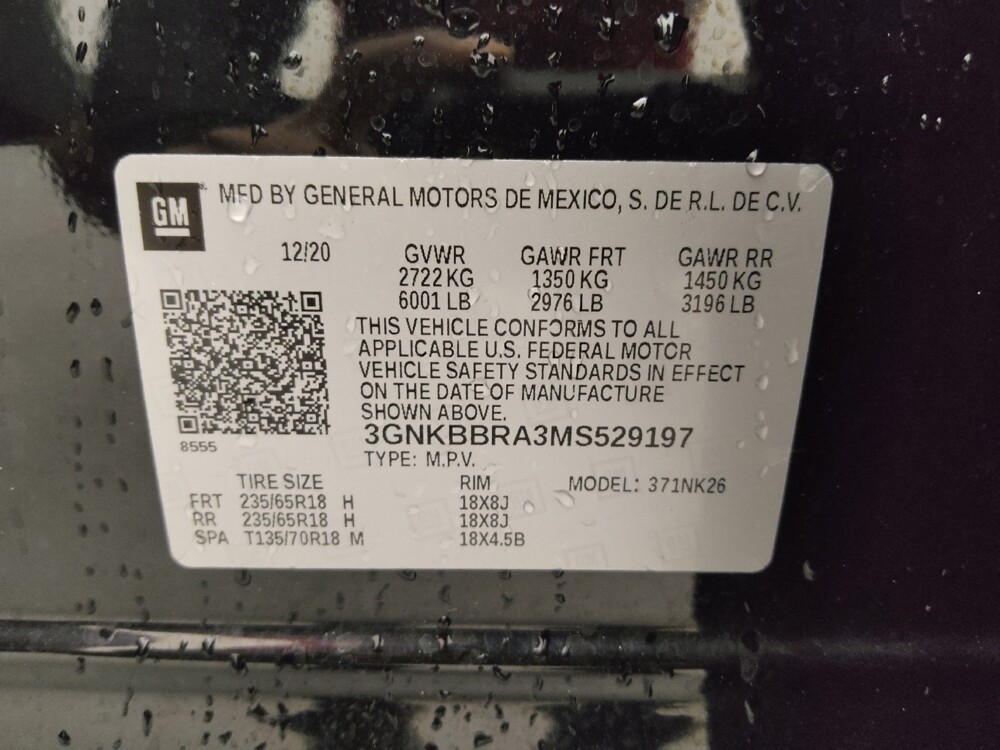 GM MFD BY GENERAL MOTORS DE MEXICO, S. DE R.L. DE C.V.
12/20 GVWR GAWR FRT GAWR RR
2722 KG 1350 KG 1450 KG
6001 LB 2976 LB 3196 LB
THIS VEHICLE CONFORMS TO ALL
APPLICABLE U.S. FEDERAL MOTOR
VEHICLE SAFETY STANDARDS IN EFFECT
ON THE DATE OF MANUFACTURE
SHOWN ABOVE.
8555 3GNKBBRA3MS529197
TYPE: M.P.V.
TIRE SIZE RIM MODEL: 371NK26
FRT 235/65R18 H 18X8J
RR 235/65R18 H 18X8J
SPA T135/70R18 M 18X4.5B